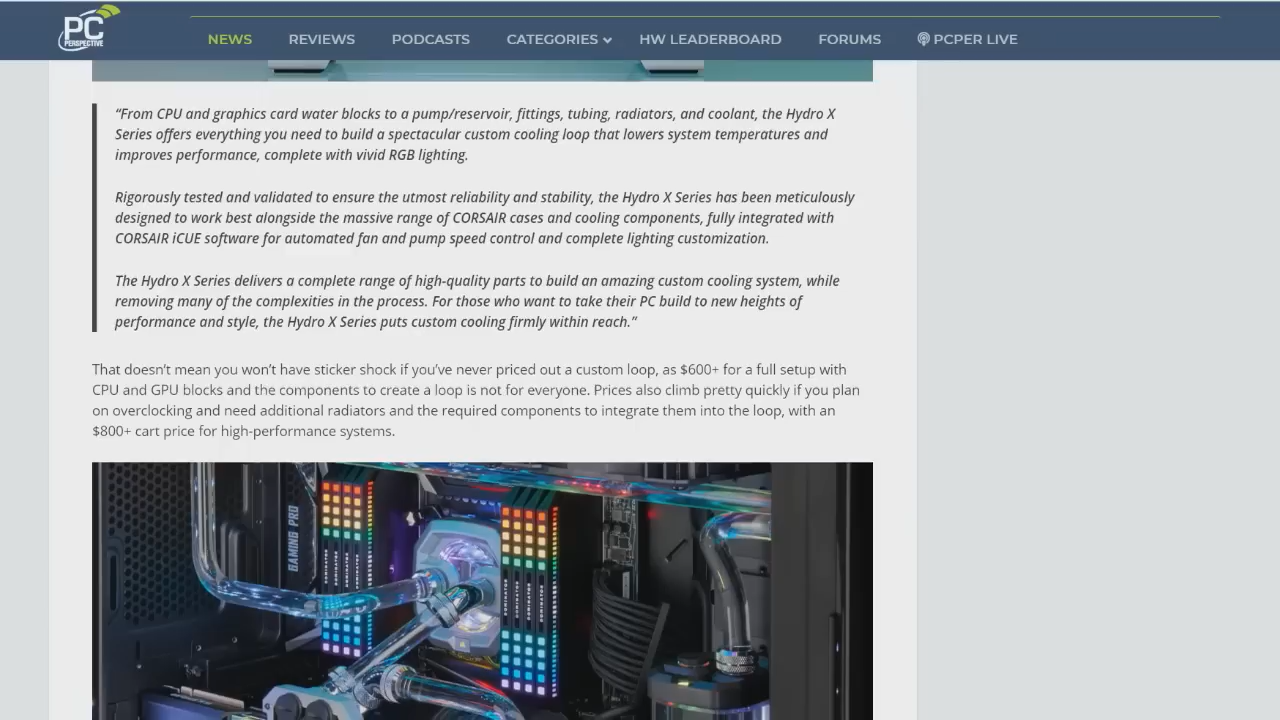 PC
PERSPECTIVE
NEWS
REVIEWS
PODCASTS
CATEGORIES
HW LEADERBOARD
FORUMS
PCPER LIVE
“From CPU and graphics card water blocks to a pump/reservoir, fittings, tubing, radiators, and coolant, the Hydro X
Series offers everything you need to build a spectacular custom cooling loop that lowers system temperatures and
improves performance, complete with vivid RGB lighting.
Rigorously tested and validated to ensure the utmost reliability and stability, the Hydro X Series has been meticulously
designed to work best alongside the massive range of CORSAIR cases and cooling components, fully integrated with
CORSAIR iCUE software for automated fan and pump speed control and complete lighting customization.
The Hydro X Series delivers a complete range of high-quality parts to build an amazing custom cooling system, while
removing many of the complexities in the process. For those who want to take their PC build to new heights of
performance and style, the Hydro X Series puts custom cooling firmly within reach.”
That doesn’t mean you won’t have sticker shock if you’ve never priced out a custom loop, as $600+ for a full setup with
CPU and GPU blocks and the components to create a loop is not for everyone. Prices also climb pretty quickly if you plan
on overclocking and need additional radiators and the required components to integrate them into the loop, with an
$800+ cart price for high-performance systems.
GAMING PRO